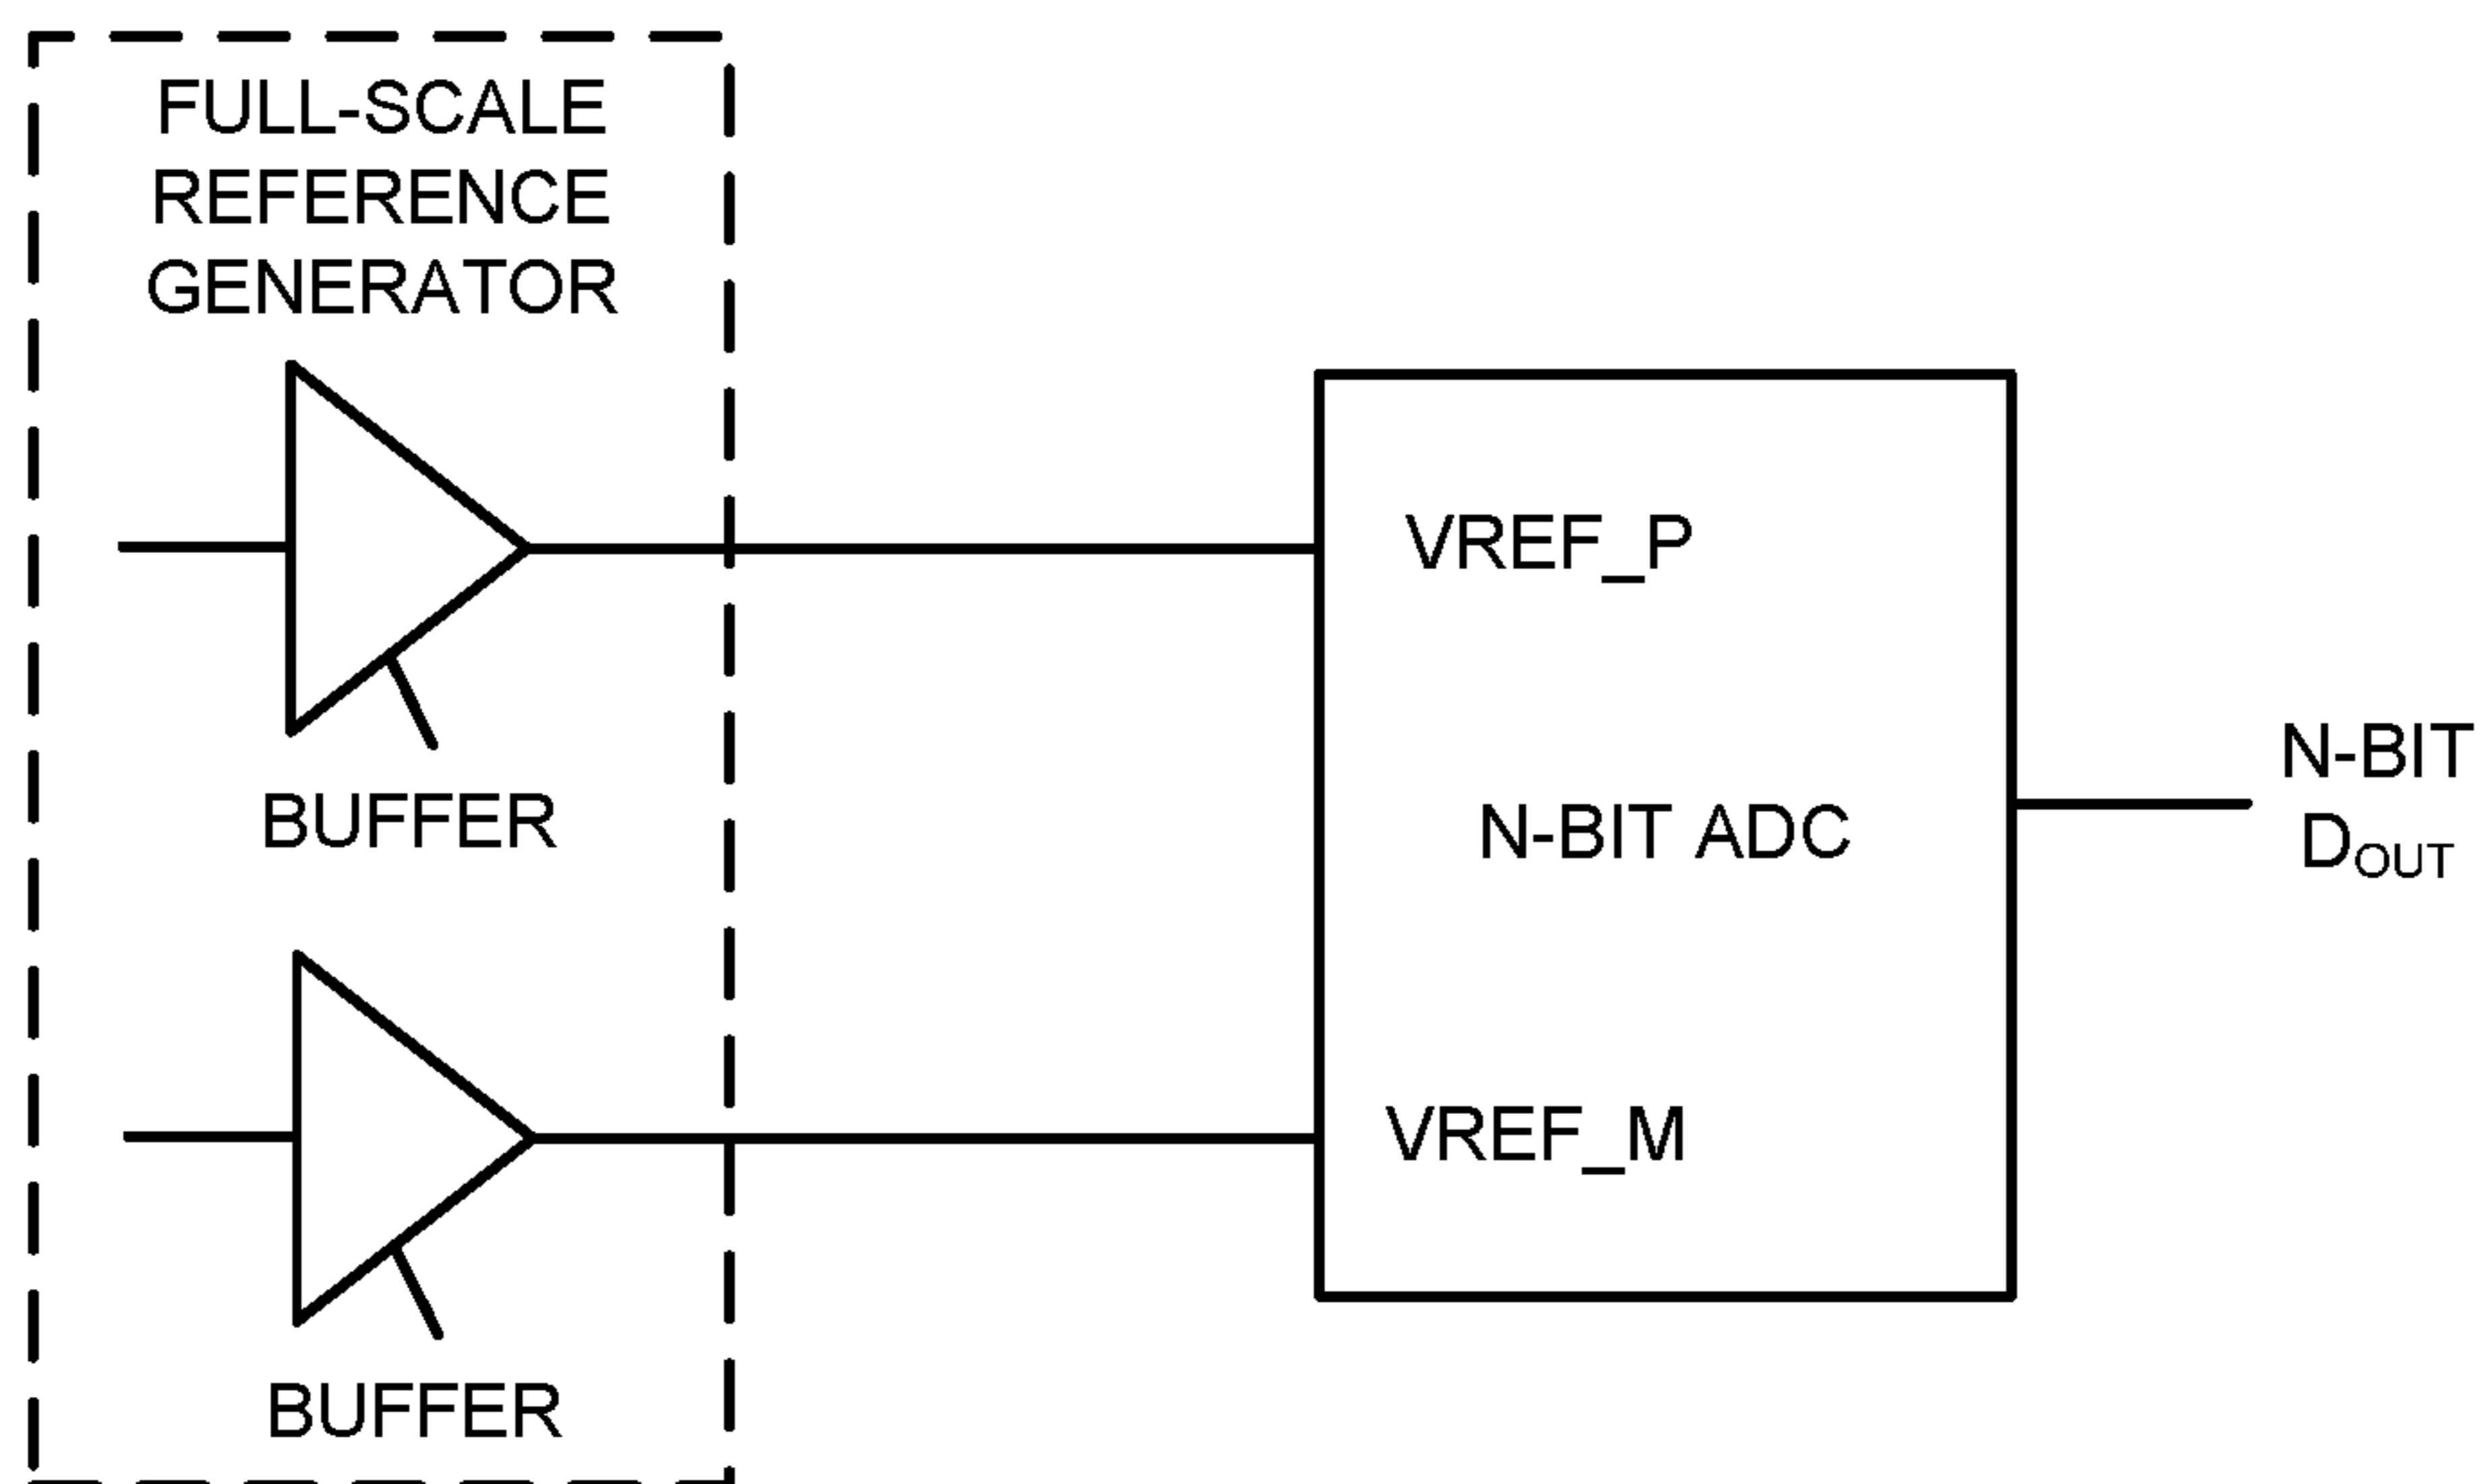 FULL-SCALE
REFERENCE
GENERATOR
BUFFER
BUFFER
VREF_P
N-BIT ADC
VREF_M
N-BIT
DOUT